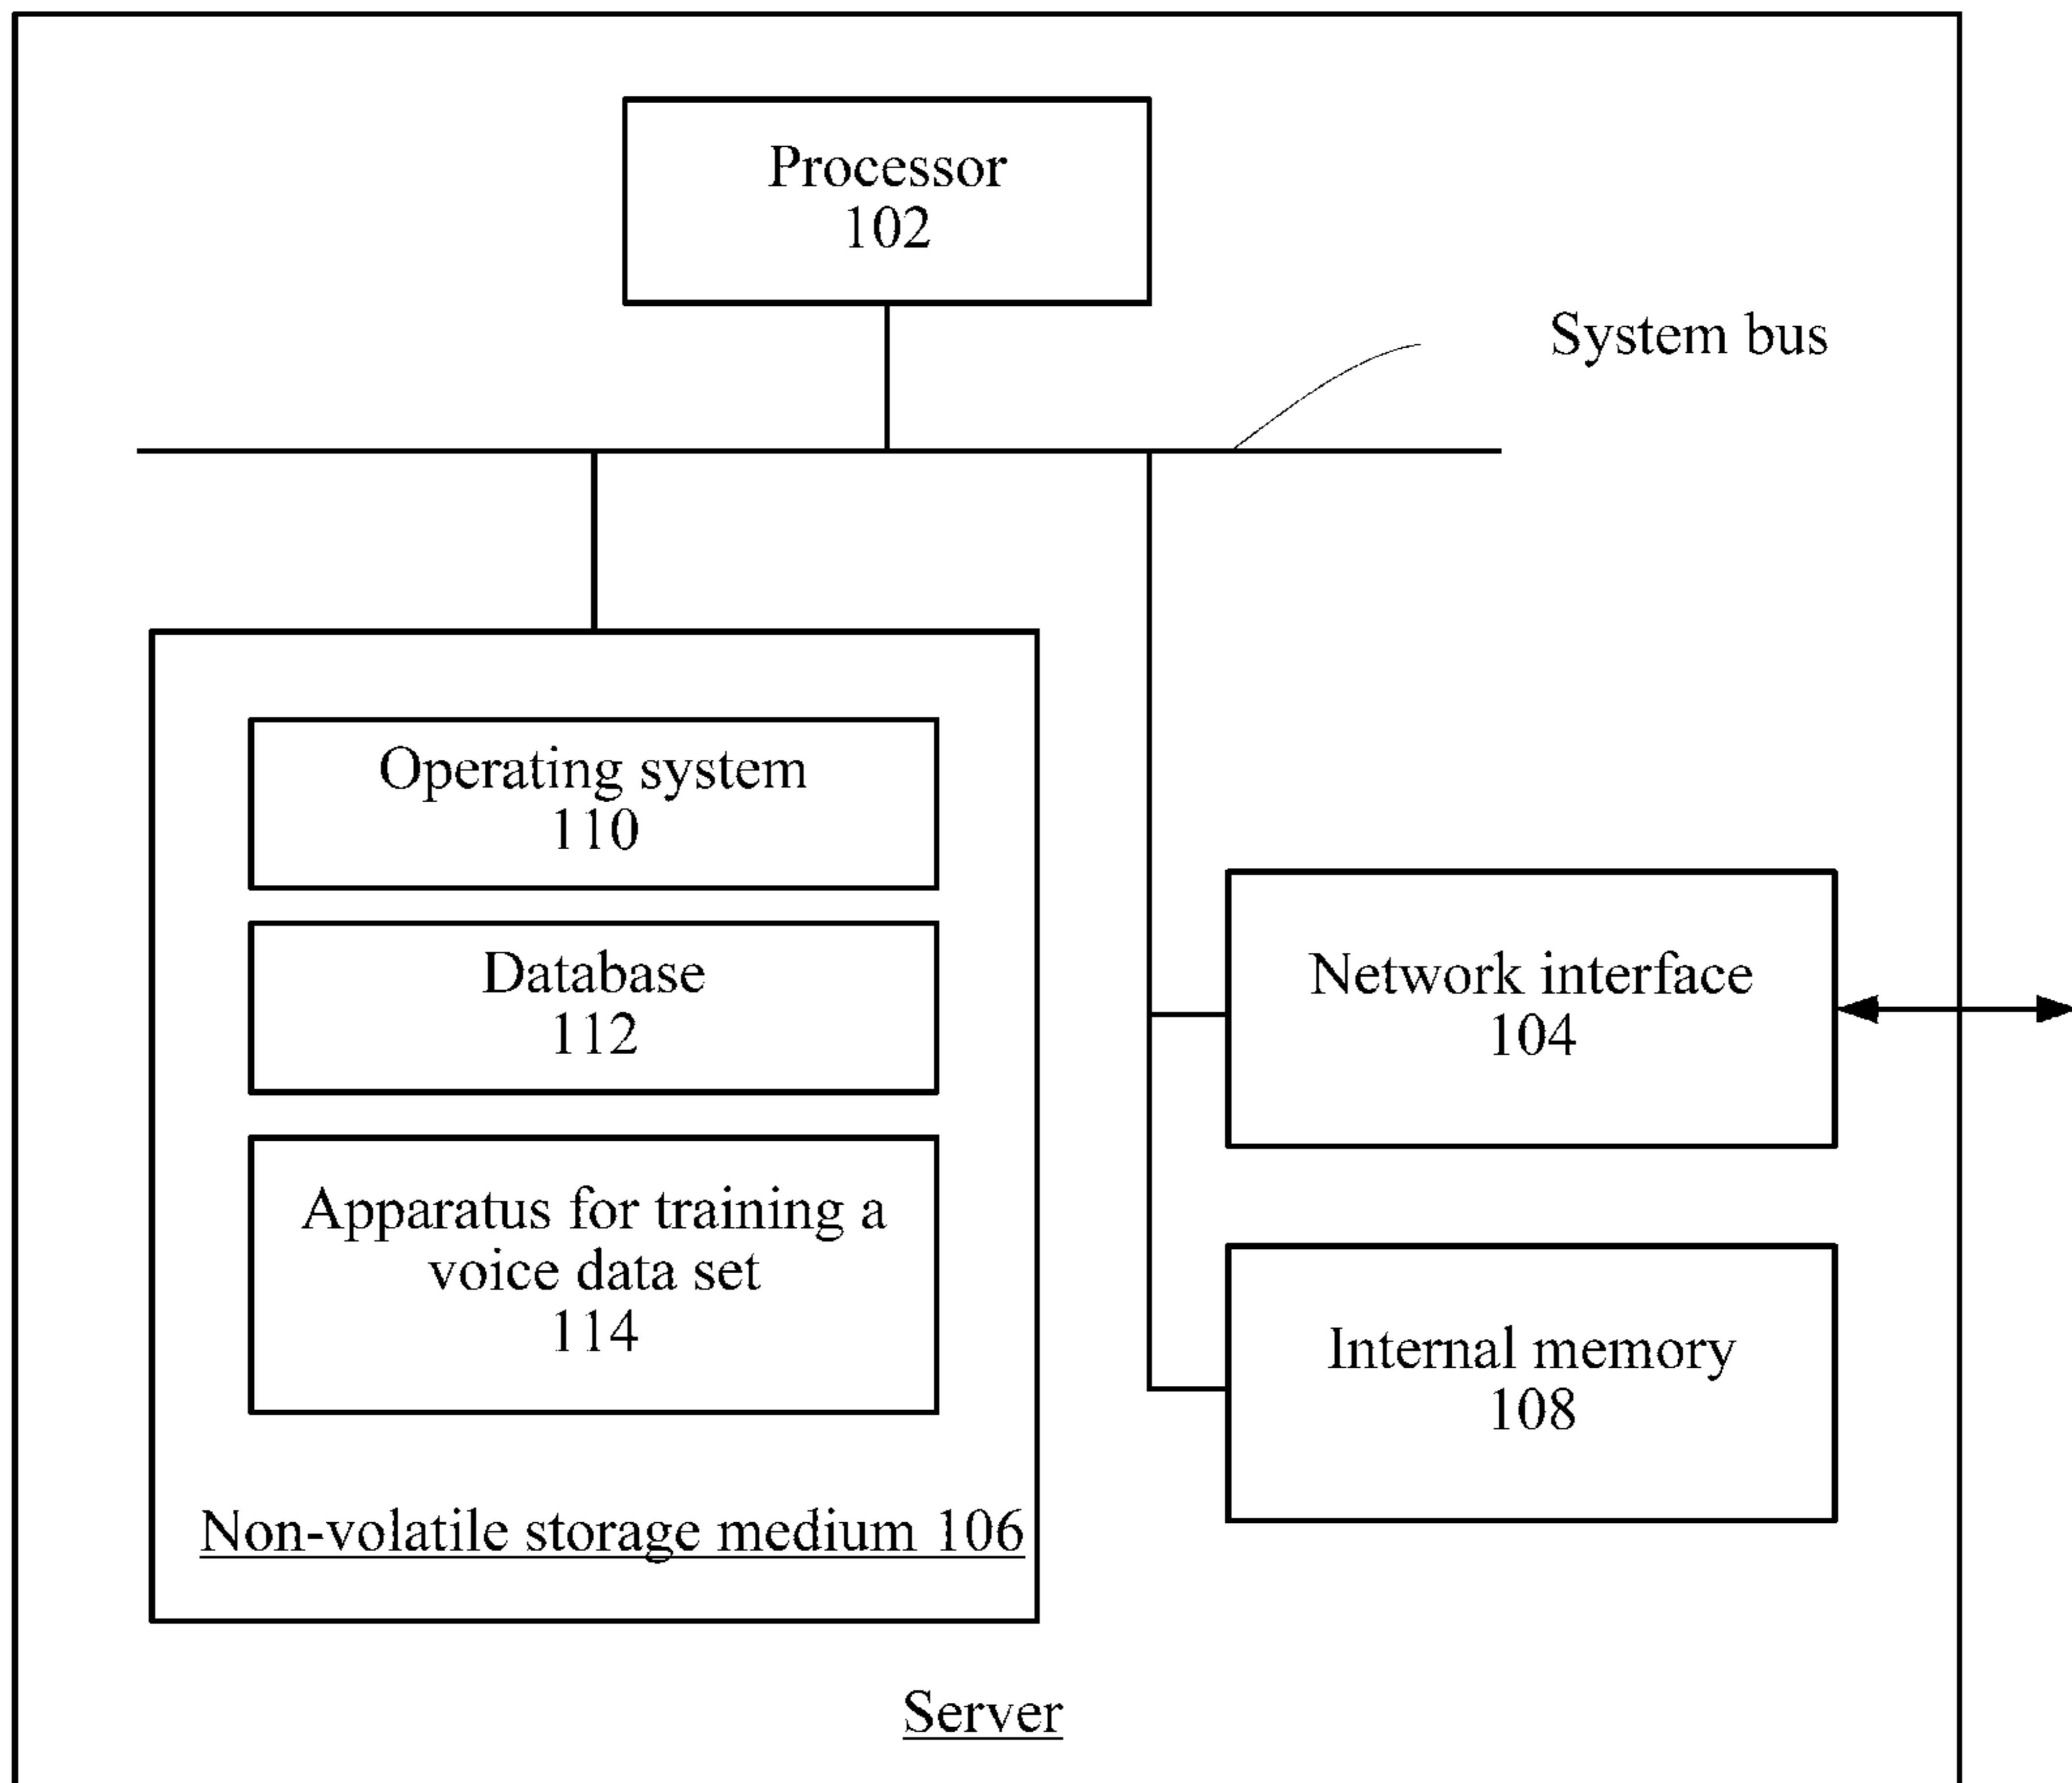 Processor
102
System bus
Operating system
110
Database
112
Apparatus for training a
voice data set
114
Non-volatile storage medium 106
Network interface
104
Internal memory
108
Server